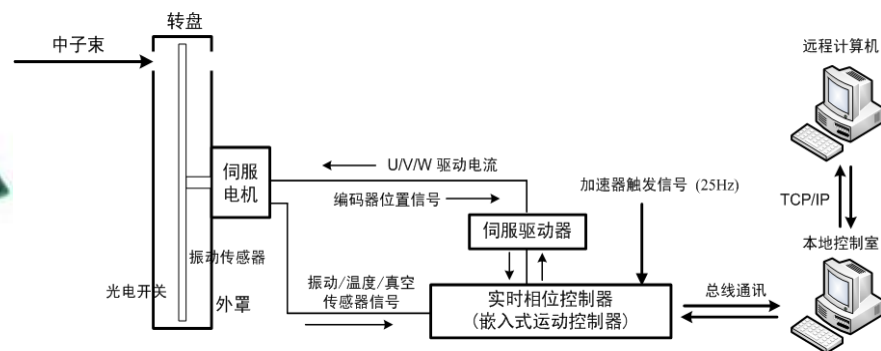 转盘
中子束
远程计算机
伺服
电机
U/V/W 驱动电流
加速器触发信号 (25Hz)
编码器位置信号
TCP/IP
伺服驱动器
本地控制室
振动传感器
振动/温度/真空
传感器信号
光电开关
外罩
实时相位控制器
(嵌入式运动控制器)
总线通讯